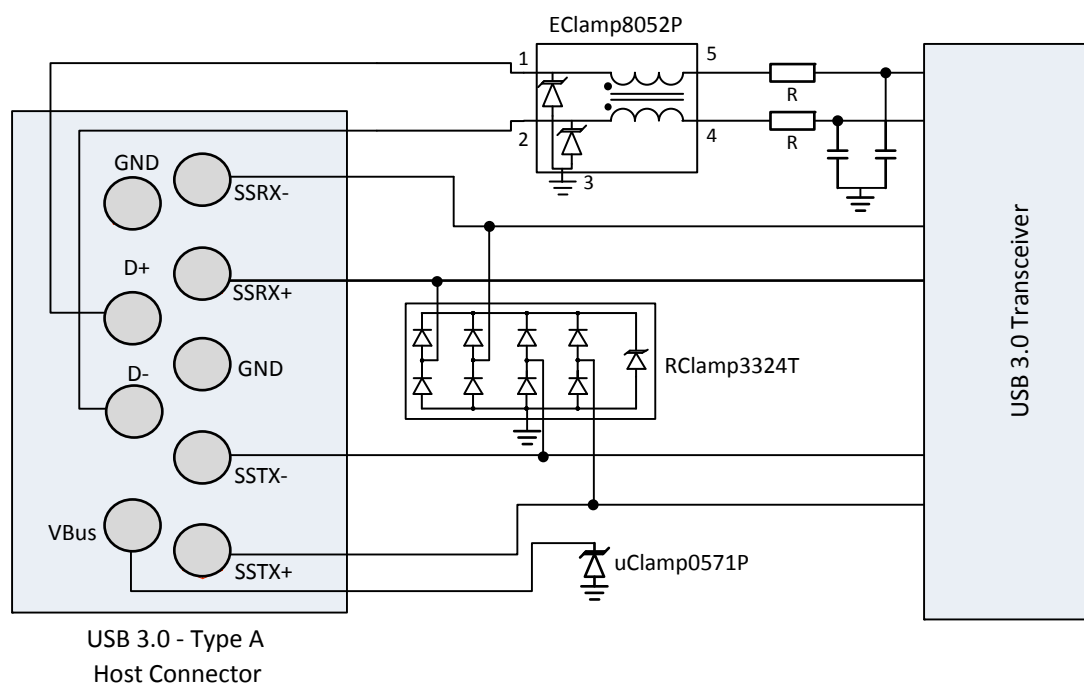 EClamp8052P
1
5
R
2
4
R
3
GND
SSRX-
D+
SSRX+
GND
D-
RClamp3324T
SSTX-
VBus
SSTX+
uClamp0571P
USB 3.0 Transceiver
USB 3.0 - Type A
Host Connector